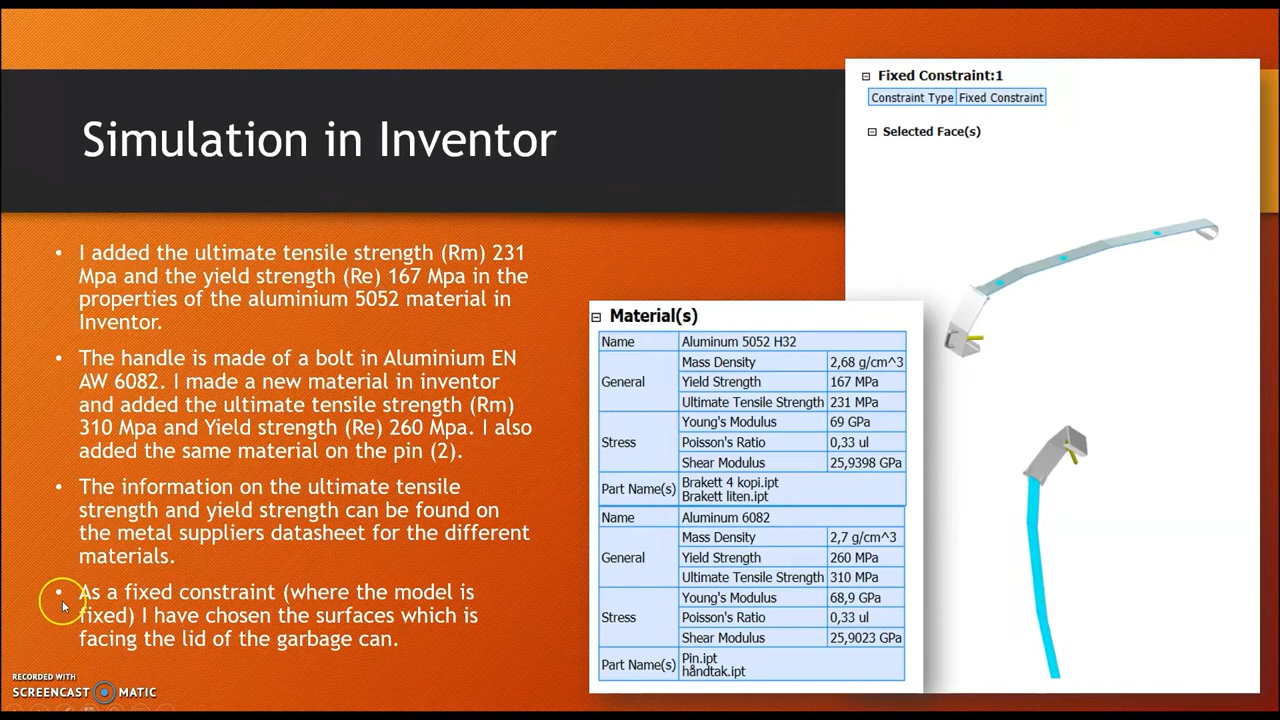 Simulation in Inventor
• I added the ultimate tensile strength (Rm) 231
Mpa and the yield strength (Re) 167 Mpa in the
properties of the aluminium 5052 material in
Inventor.
• The handle is made of a bolt in Aluminium EN
AW 6082. I made a new material in inventor
and added the ultimate tensile strength (Rm)
310 Mpa and Yield strength (Re) 260 Mpa. I also
added the same material on the pin (2).
• The information on the ultimate tensile
strength and yield strength can be found on
the metal suppliers datasheet for the different
materials.
• As a fixed constraint (where the model is
fixed) I have chosen the surfaces which is
facing the lid of the garbage can.
Fixed Constraint:1
Constraint Type Fixed Constraint
Selected Face(s)
Material(s)
Name Aluminum 5052 H32
General
Mass Density 2,68 g/cm^3
Yield Strength 167 MPa
Ultimate Tensile Strength 231 MPa
Stress
Young's Modulus 69 GPa
Poisson's Ratio 0,33 ul
Shear Modulus 25,9398 GPa
Part Name(s)
Brakett 4 kopi.ipt
Brakett liten.ipt
Name Aluminum 6082
General
Mass Density 2,7 g/cm^3
Yield Strength 260 MPa
Ultimate Tensile Strength 310 MPa
Stress
Young's Modulus 68,9 GPa
Poisson's Ratio 0,33 ul
Shear Modulus 25,9023 GPa
Part Name(s)
Pin.ipt
håndtak.ipt
RECORDED WITH
SCREENCAST MATIC